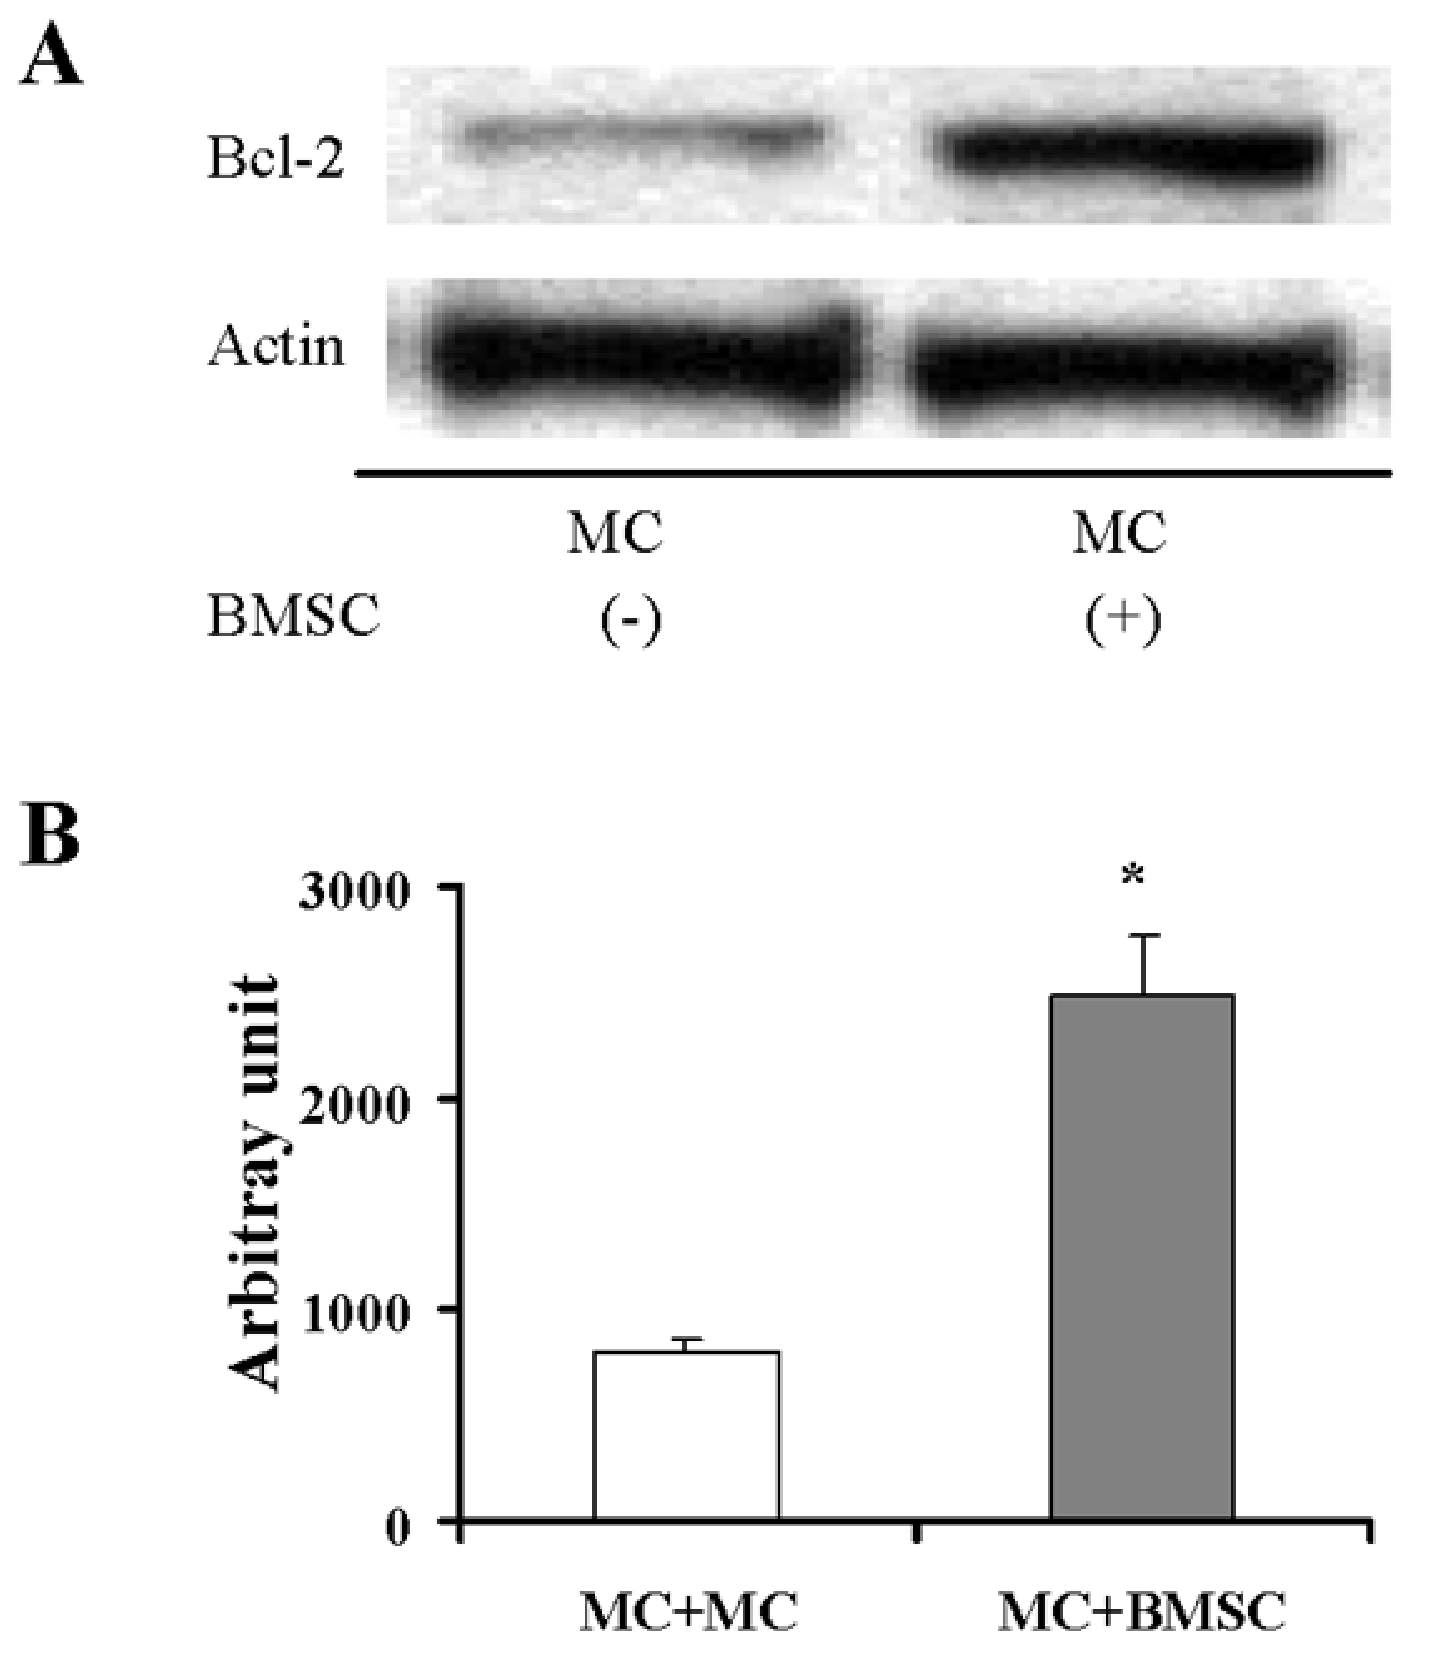 A
Bcl-2
Actin
MC MC
BMSC (-) (+)
B
*
3000
2000
1000
0
Arbitray unit
MC+MC MC+BMSC